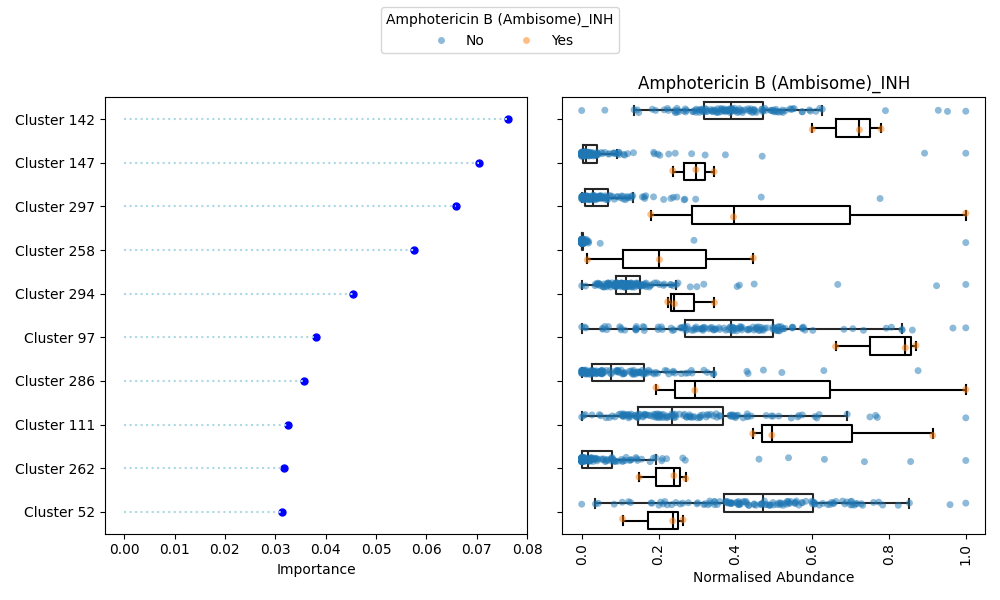 Amphotericin B (Ambisome)_INH
No Yes
Amphotericin B (Ambisome)_INH
Cluster 142
Cluster 147
Cluster 297
Cluster 258
Cluster 294
Cluster 97
Cluster 286
Cluster 111
Cluster 262
Cluster 52
0.00 0.01 0.02 0.03 0.04 0.05 0.06 0.07 0.08
Importance
0.0 0.2 0.4 0.6 0.8 1.0
Normalised Abundance